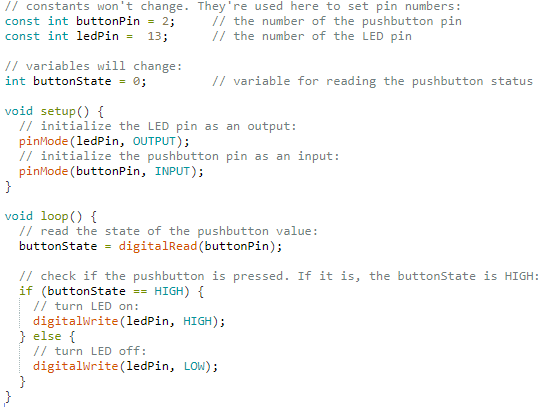 // constants won't change. They're used here to set pin numbers:
const int buttonPin = 2;     // the number of the pushbutton pin
const int ledPin =  13;      // the number of the LED pin

// variables will change:
int buttonState = 0;         // variable for reading the pushbutton status

void setup() {
  // initialize the LED pin as an output:
  pinMode(ledPin, OUTPUT);
  // initialize the pushbutton pin as an input:
  pinMode(buttonPin, INPUT);
}

void loop() {
  // read the state of the pushbutton value:
  buttonState = digitalRead(buttonPin);

  // check if the pushbutton is pressed. If it is, the buttonState is HIGH:
  if (buttonState == HIGH) {
    // turn LED on:
    digitalWrite(ledPin, HIGH);
  } else {
    // turn LED off:
    digitalWrite(ledPin, LOW);
  }
}